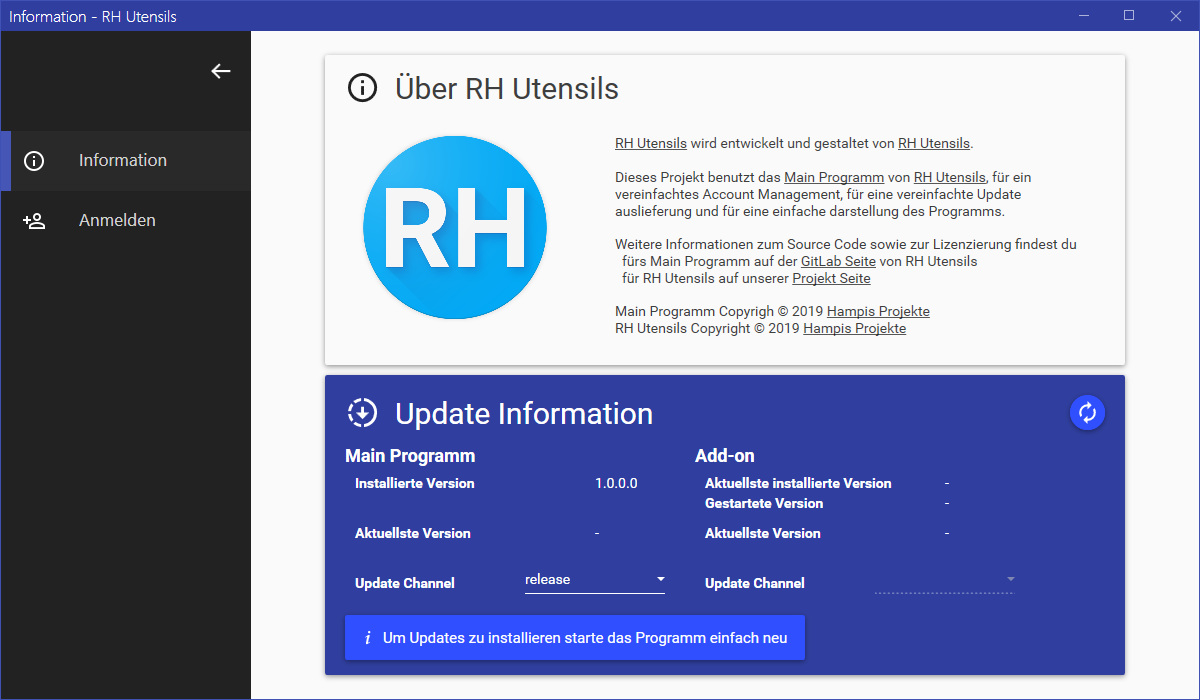 Information - RH Utensils
Information
Anmelden
Über RH Utensils
RH
RH Utensils wird entwickelt und gestaltet von RH Utensils.
Dieses Projekt benutzt das Main Programm von RH Utensils, für ein
vereinfachtes Account Management, für eine vereinfachte Update
auslieferung und für eine einfache darstellung des Programms.
Weitere Informationen zum Source Code sowie zur Lizenzierung findest du
fürs Main Programm auf der GitLab Seite von RH Utensils
für RH Utensils auf unserer Projekt Seite
Main Programm Copyrigh © 2019 Hampis Projekte
RH Utensils Copyright © 2019 Hampis Projekte
Update Information
Main Programm
Installierte Version 1.0.0.0
Aktuellste Version -
Update Channel release
Add-on
Aktuellste installierte Version -
Gestartete Version -
Aktuellste Version -
Update Channel
i Um Updates zu installieren starte das Programm einfach neu